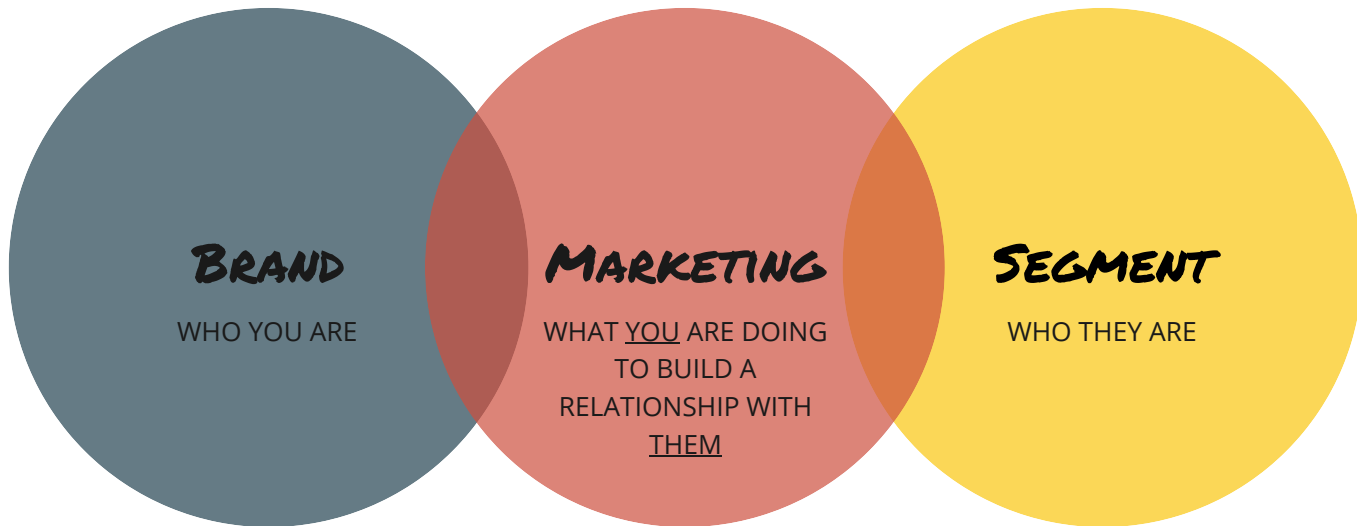 BRAND
WHO YOU ARE
MARKETING
WHAT YOU ARE DOING
TO BUILD A
RELATIONSHIP WITH
THEM
SEGMENT
WHO THEY ARE